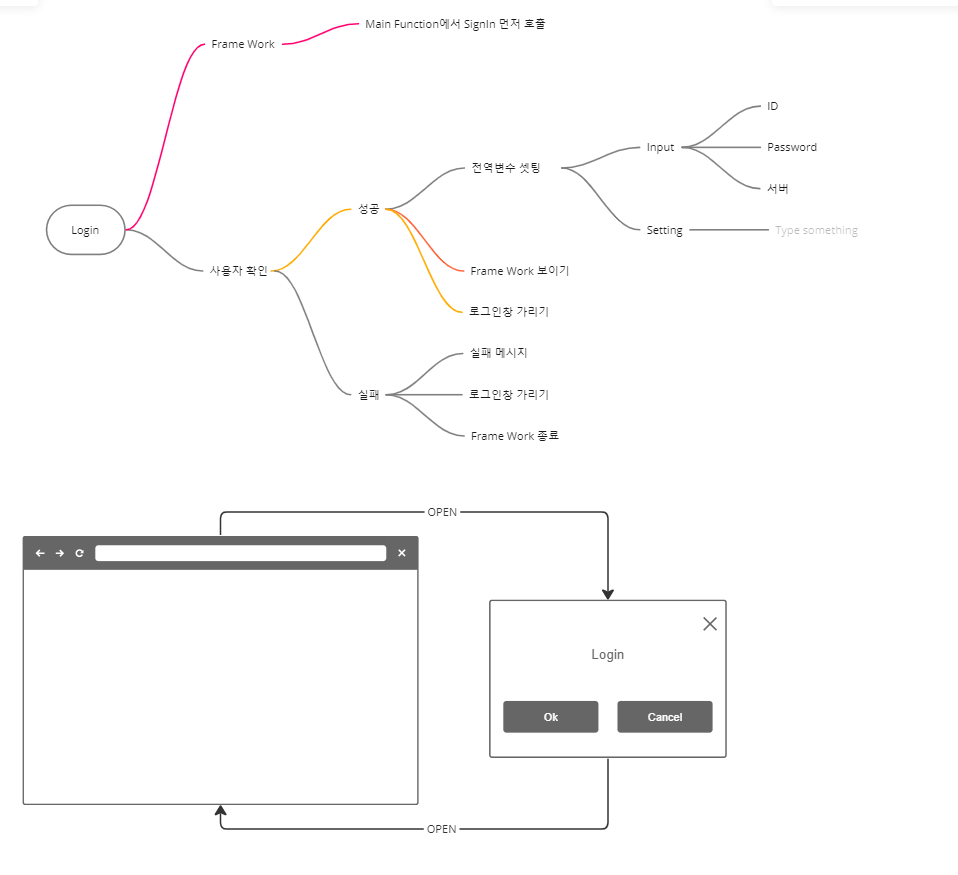 Main Function에서 SignIn 먼저 호출
Frame Work
ID
Input
Password
전역변수 셋팅
서버
성공
Login
Setting
Type something
사용자 확인
Frame Work 보이기
로그인창 가리기
실패 메시지
실패
로그인창 가리기
Frame Work 종료
OPEN
Login
Ok
Cancel
OPEN